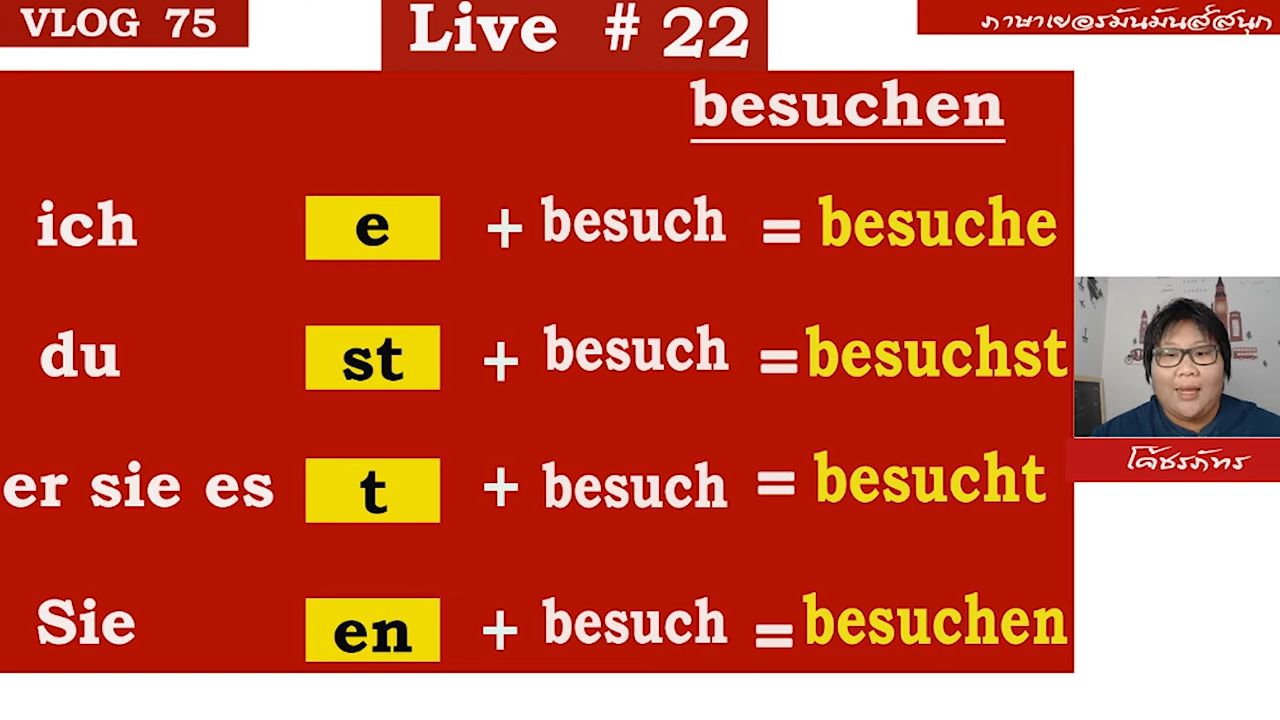 VLOG 75
Live # 22
ภาษาเยอรมันมันส์สนุก
besuchen
ich e + besuch = besuche
du st + besuch = besuchst
er sie es t + besuch = besucht
Sie en + besuch = besuchen
โค้ชรภัทร